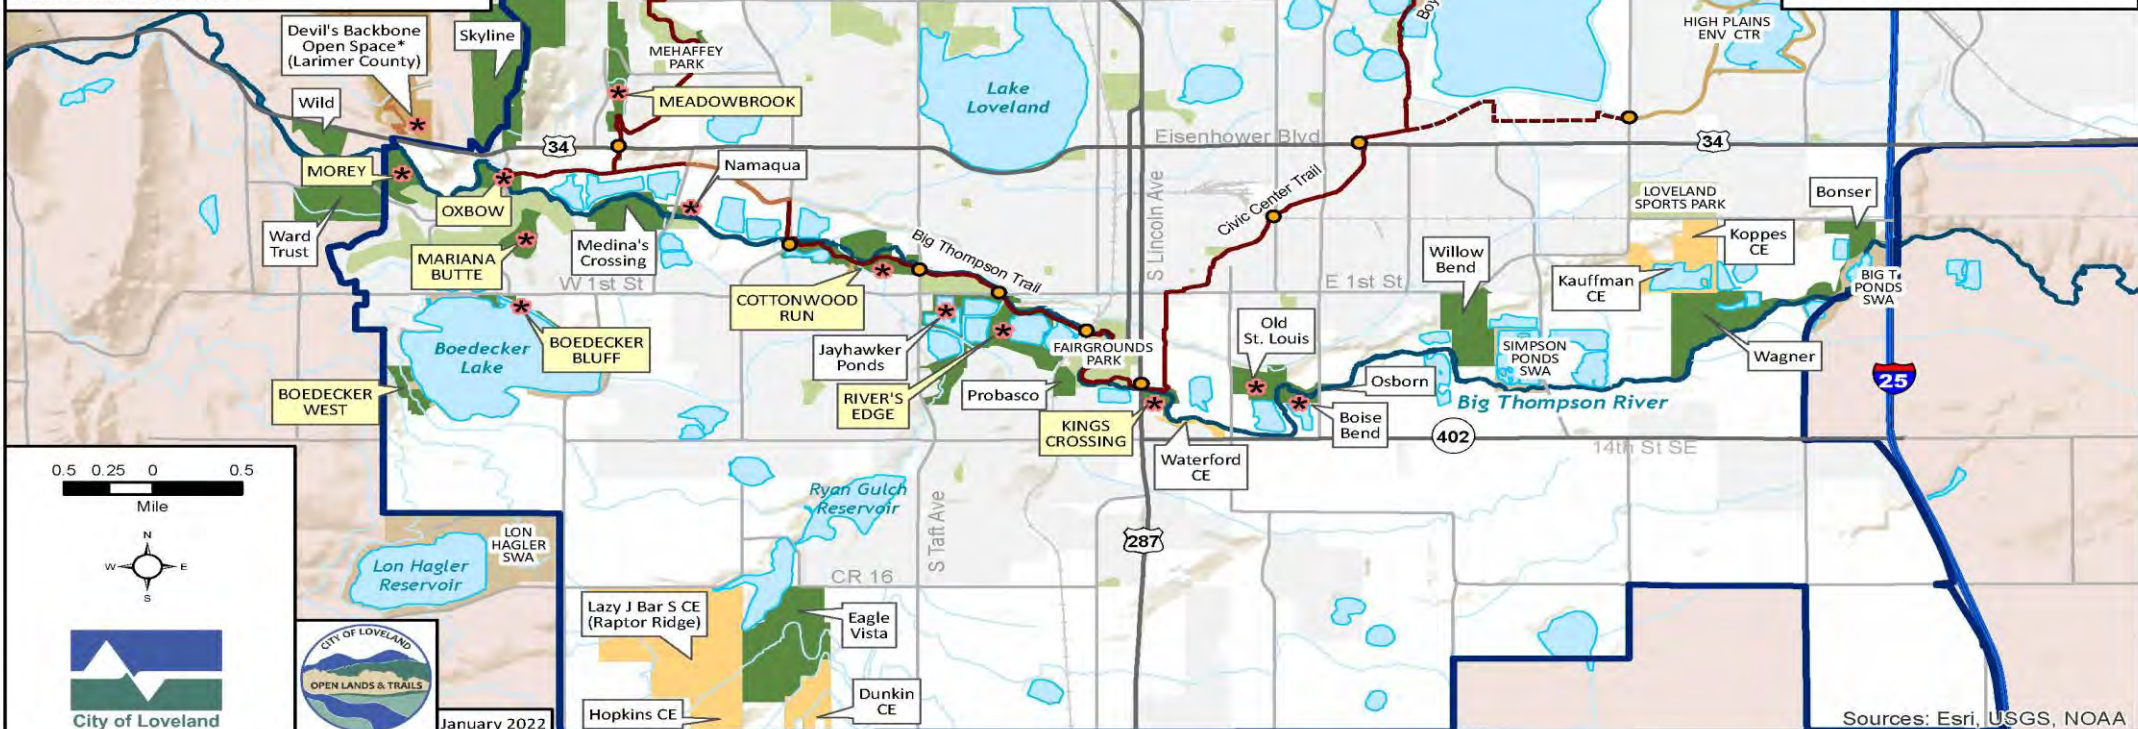 Devil's Backbone
Open Space*
(Larimer County)
Skyline
MEHAFFEY
PARK
Boy
HIGH PLAINS
ENV CTR
Wild
MEADOWBROOK
Lake
Loveland
34
Eisenhower Blvd
34
MOREY
OXBOW
Namaqua
Ward
Trust
MARIANA
BUTTE
Medina's
Crossing
Big Thompson Trail
S Lincoln Ave
Civic Center Trail
LOVELAND
SPORTS PARK
Bonser
Koppes
CE
Willow
Bend
Kauffman
CE
BIG T
PONDS
SWA
W 1st St
E 1st St
COTTONWOOD
RUN
BOEDECKER
BLUFF
Boedecker
Lake
Jayhawker
Ponds
FAIRGROUNDS
PARK
Old
St. Louis
SIMPSON
PONDS
SWA
Wagner
BOEDECKER
WEST
RIVER'S
EDGE
Probasco
Osborn
Big Thompson River
25
KINGS
CROSSING
Boise
Bend
402
14th St SE
Waterford
CE
0.5 0.25 0 0.5
Mile
N
W E
S
Ryan Gulch
Reservoir
S Taft Ave
287
LON
HAGLER
SWA
Lon Hagler
Reservoir
CR 16
Lazy J Bar S CE
(Raptor Ridge)
Eagle
Vista
Dunkin
CE
Hopkins CE
CITY OF LOVELAND
OPEN LANDS & TRAILS
City of Loveland
January 2022
Sources: Esri, USGS, NOAA